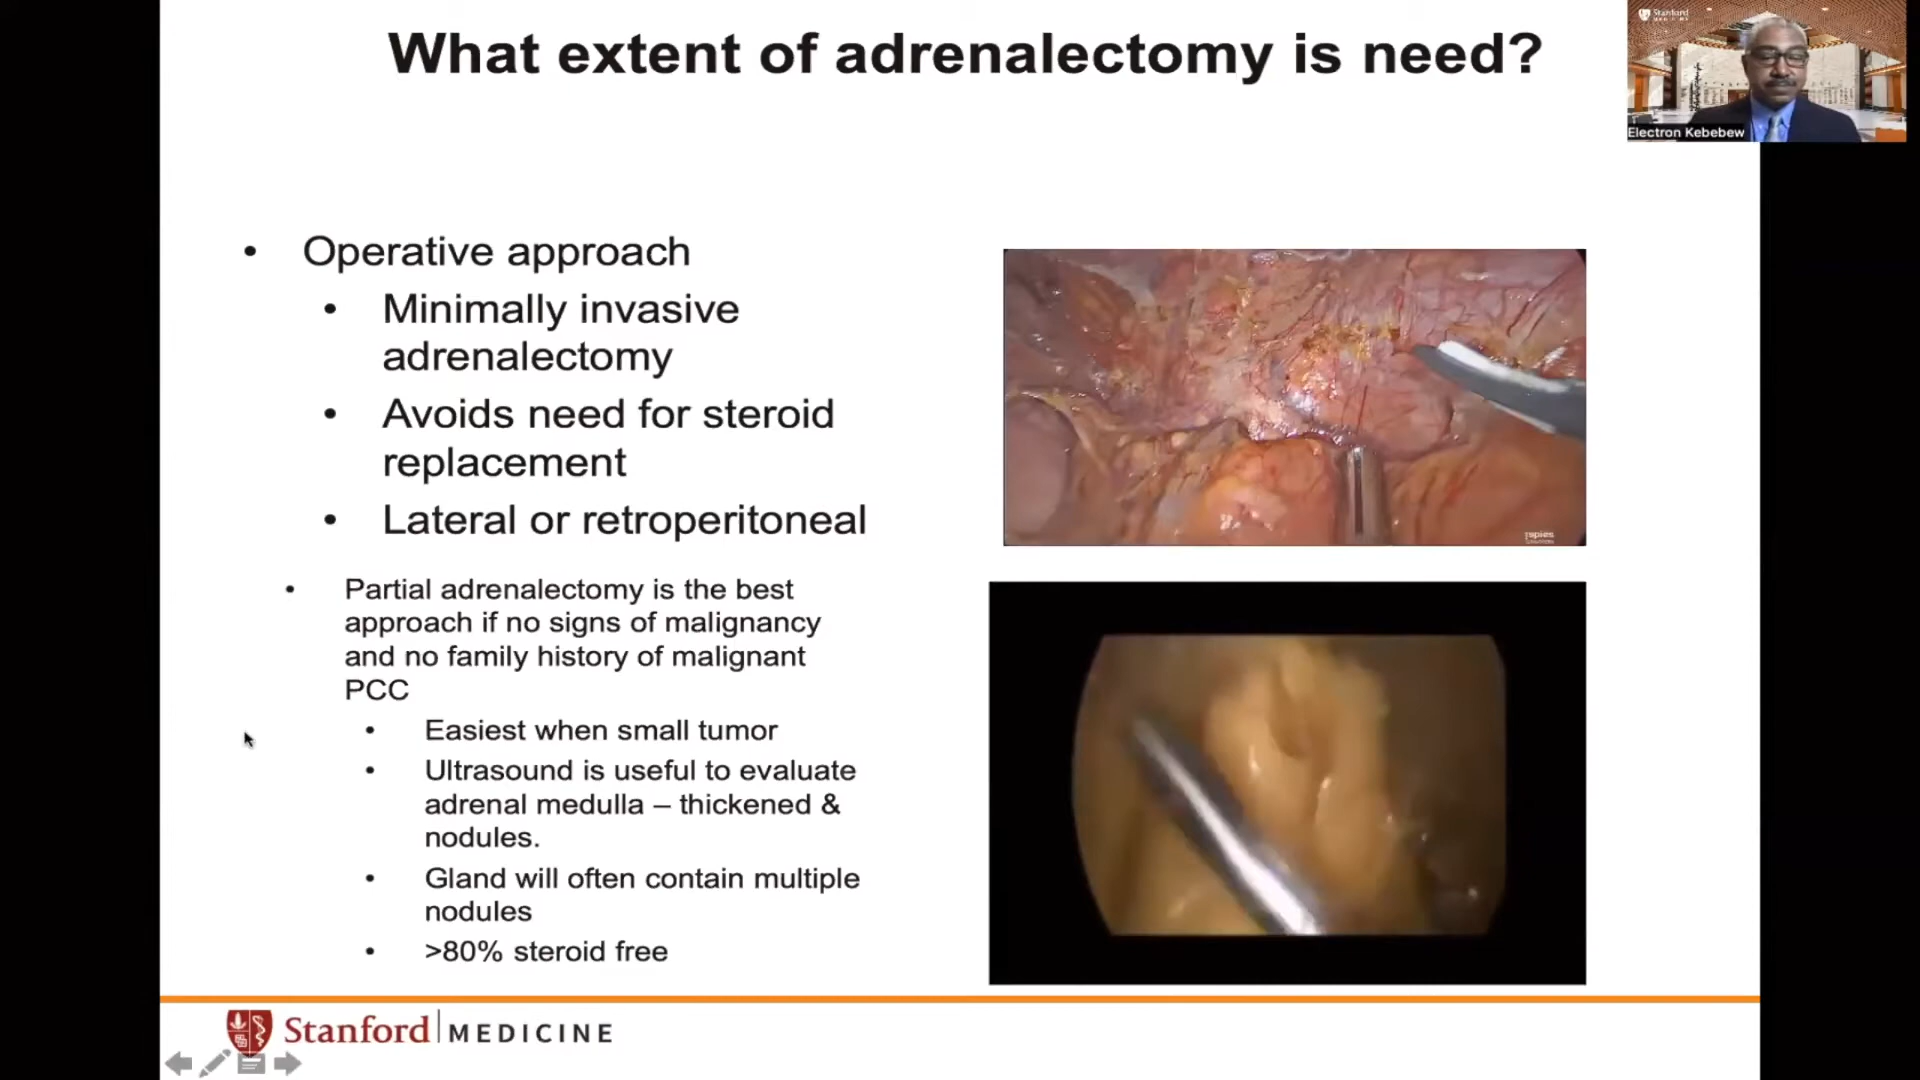 What extent of adrenalectomy is need?
Stanford
MEDICINE
Electron Kebebew
• Operative approach
• Minimally invasive
adrenalectomy
• Avoids need for steroid
replacement
• Lateral or retroperitoneal
• Partial adrenalectomy is the best
approach if no signs of malignancy
and no family history of malignant
PCC
• Easiest when small tumor
• Ultrasound is useful to evaluate
adrenal medulla – thickened &
nodules.
• Gland will often contain multiple
nodules
• >80% steroid free
spies
Stanford MEDICINE